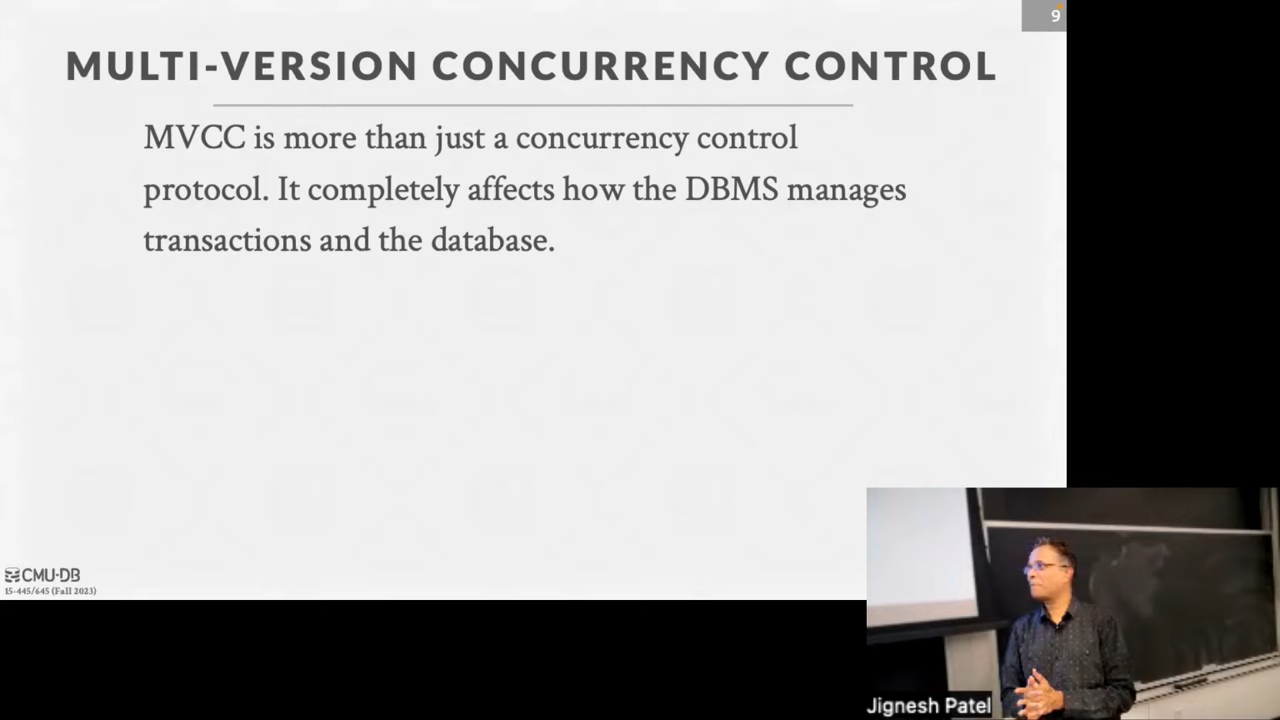 9
MULTI-VERSION CONCURRENCY CONTROL
MVCC is more than just a concurrency control
protocol. It completely affects how the DBMS manages
transactions and the database.
CMU·DB
15-445/645 (Fall 2023)
Jignesh Patel